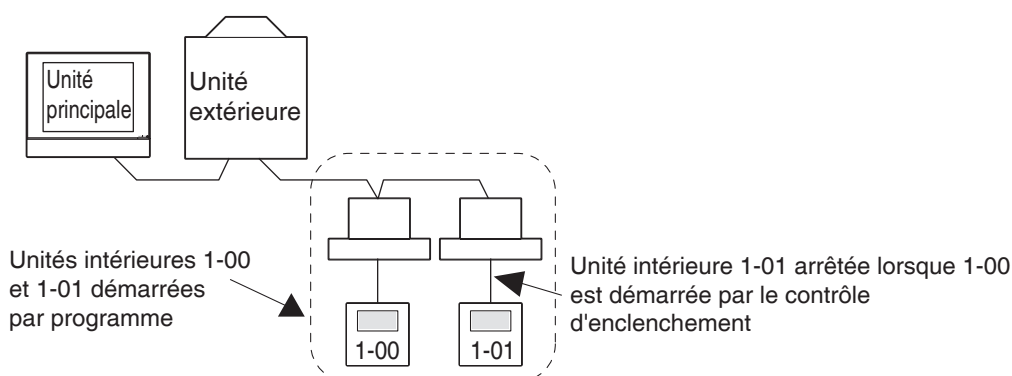 Unité
principale
Unité
extérieure
Unités intérieures 1-00
et 1-01 démarrées
par programme
Unité intérieure 1-01 arrêtée lorsque 1-00
est démarrée par le contrôle
d'enclenchement
1-00
1-01